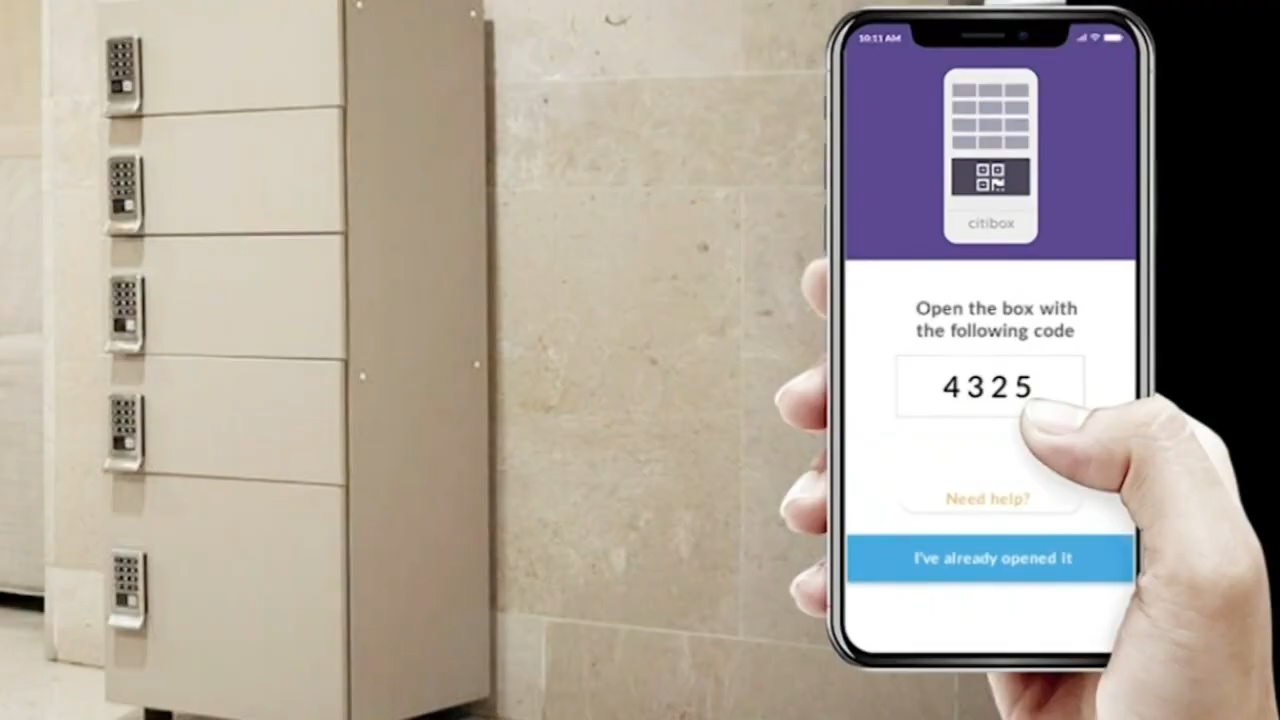 10:11 AM
citibox
Open the box with
the following code
4325
Need help?
I've already opened it